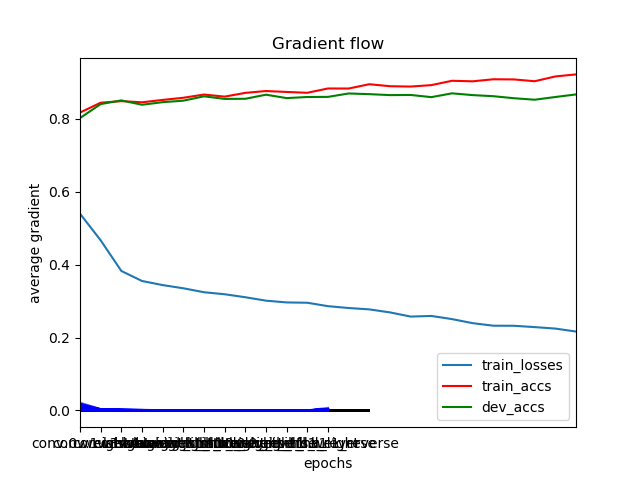 Gradient flow
average gradient
0.8
0.6
0.4
0.2
0.0
train_losses
train_accs
dev_accs
epochs